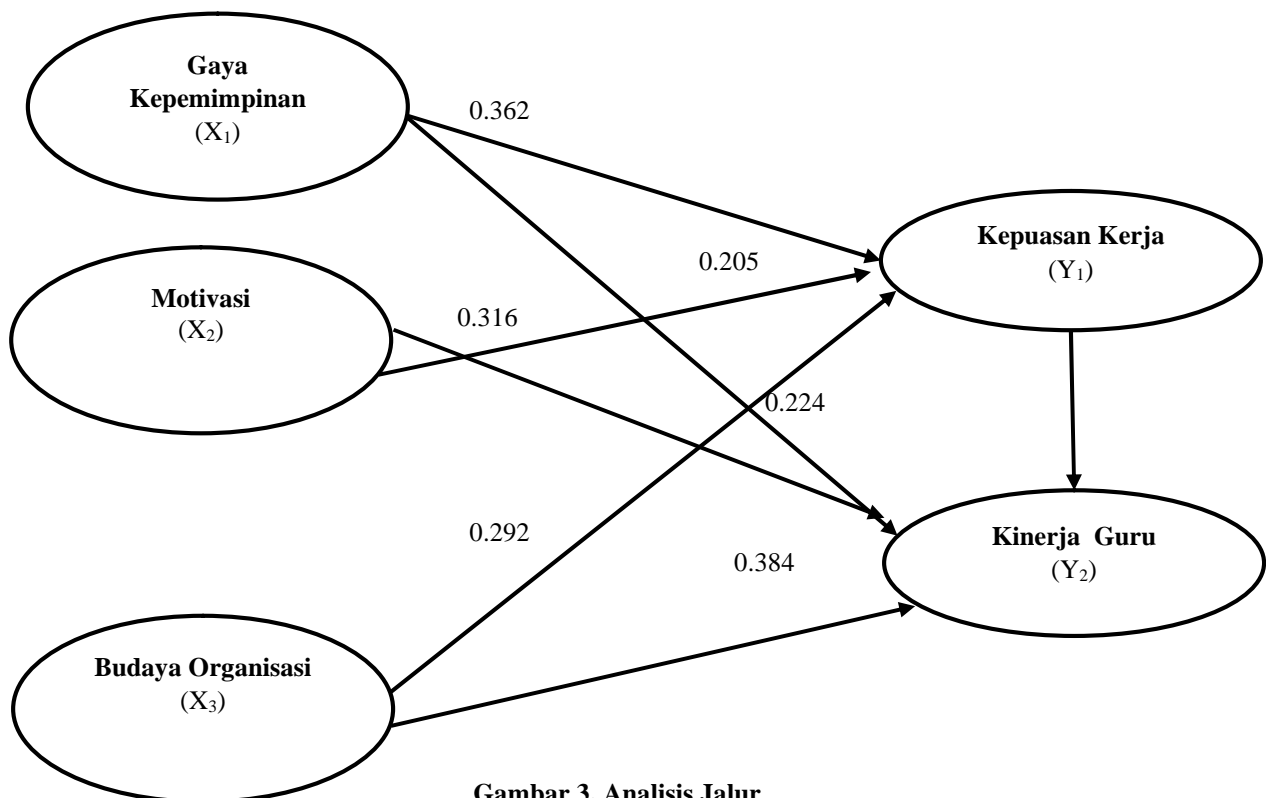 Gaya
Kepemimpinan
(X₁)
0.362
Kepuasan Kerja
(Y₁)
0.205
Motivasi
(X₂)
0.316
0.224
0.292
Kinerja Guru
(Y₂)
0.384
Budaya Organisasi
(X₃)
Gambar 3. Analisis Jalur